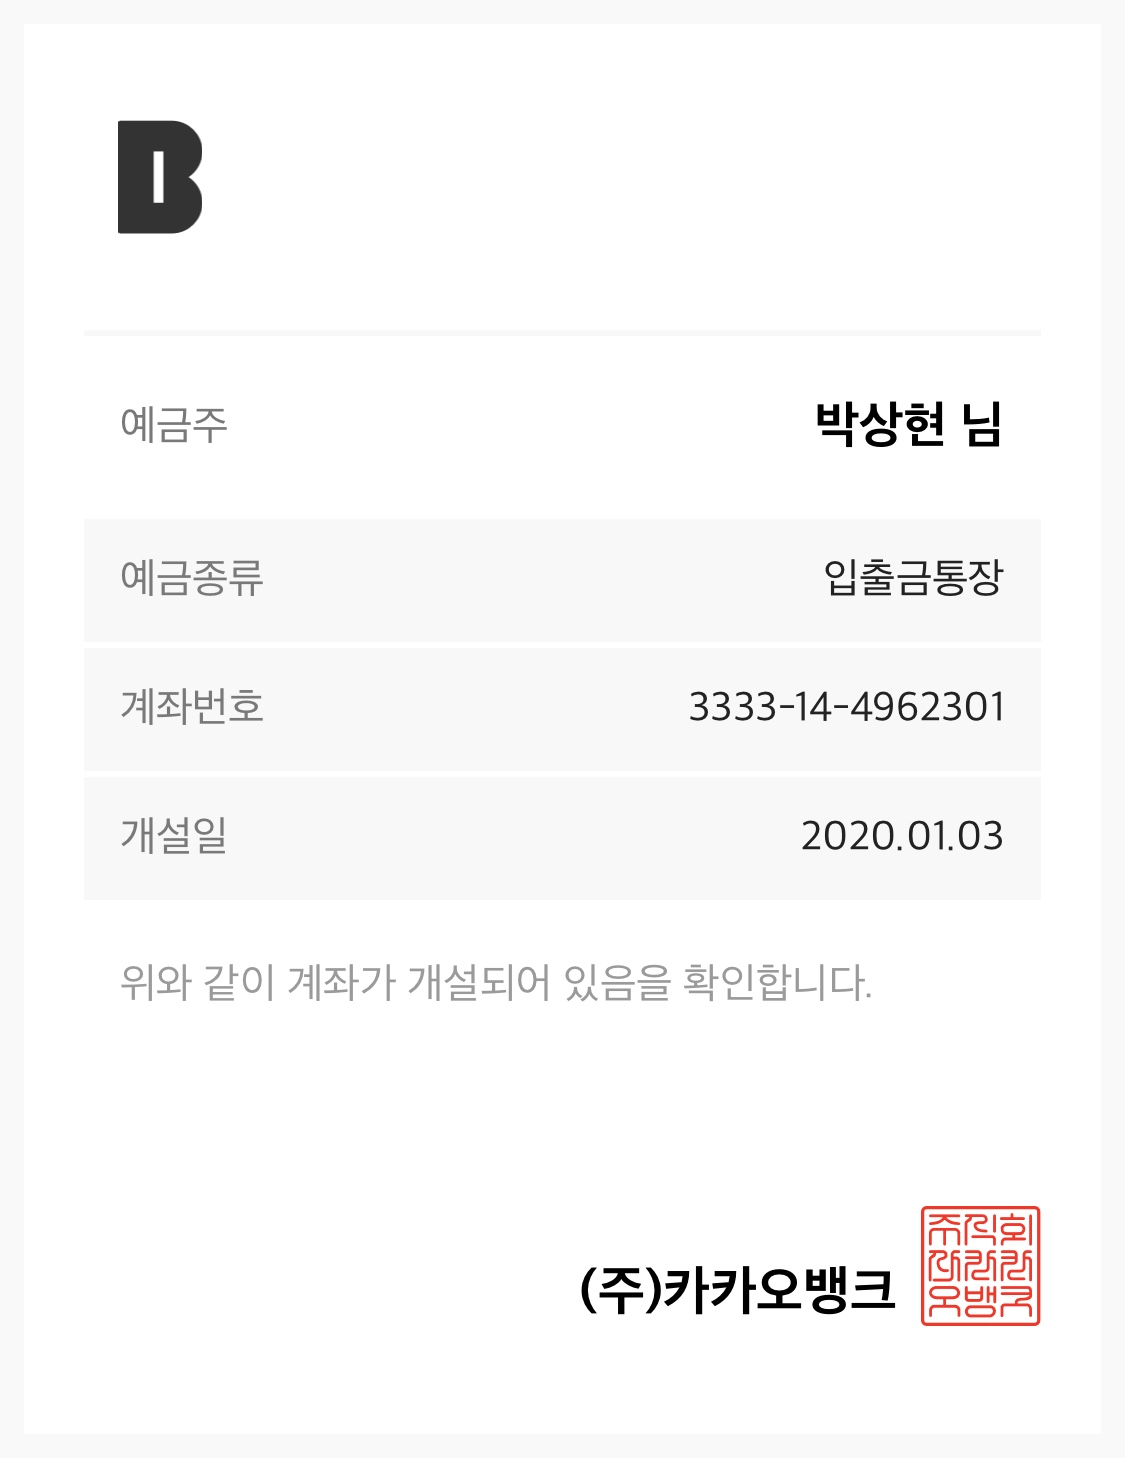 B
예금주 박상현 님
예금종류 입출금통장
계좌번호 3333-14-4962301
개설일 2020.01.03
위와 같이 계좌가 개설되어 있음을 확인합니다.
(주)카카오뱅크
주식회
사카카
오뱅크